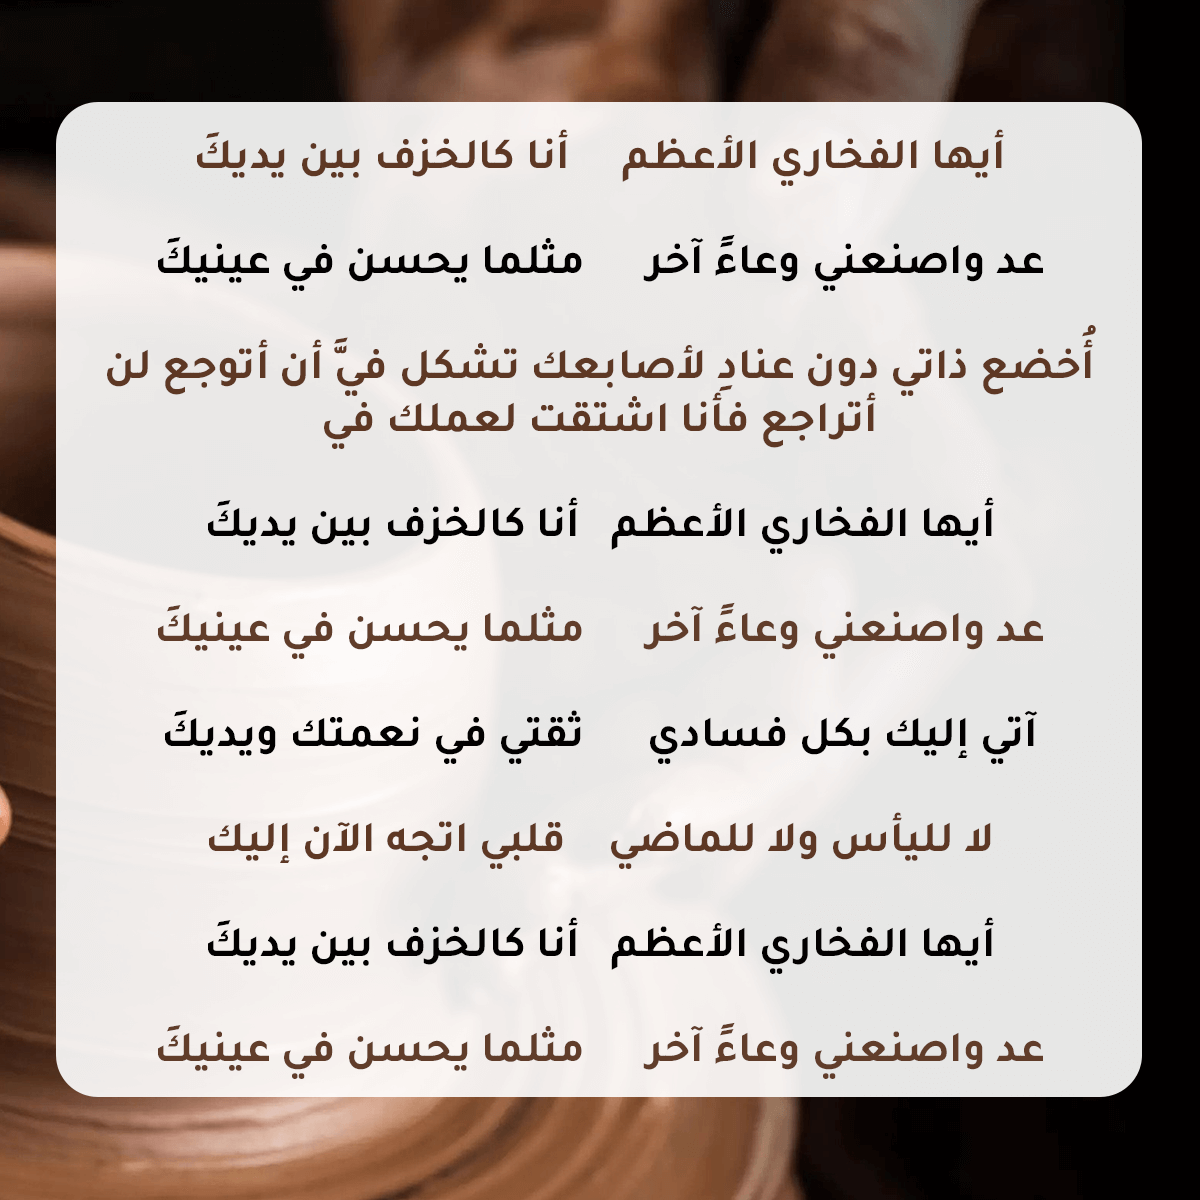 أيها الفخاري الأعظم أنا كالخزف بين يديكَ
عد واصنعني وعاءً آخر مثلما يحسن في عينيكَ
أُخضع ذاتي دون عنادِ لأصابعك تشكل فيَّ أن أتوجع لن
أتراجع فأنا اشتقت لعملك في
أيها الفخاري الأعظم أنا كالخزف بين يديكَ
عد واصنعني وعاءً آخر مثلما يحسن في عينيكَ
آتي إليك بكل فسادي ثقتي في نعمتك ويديكَ
لا لليأس ولا للماضي قلبي اتجه الآن إليك
أيها الفخاري الأعظم أنا كالخزف بين يديكَ
عد واصنعني وعاءً آخر مثلما يحسن في عينيكَ